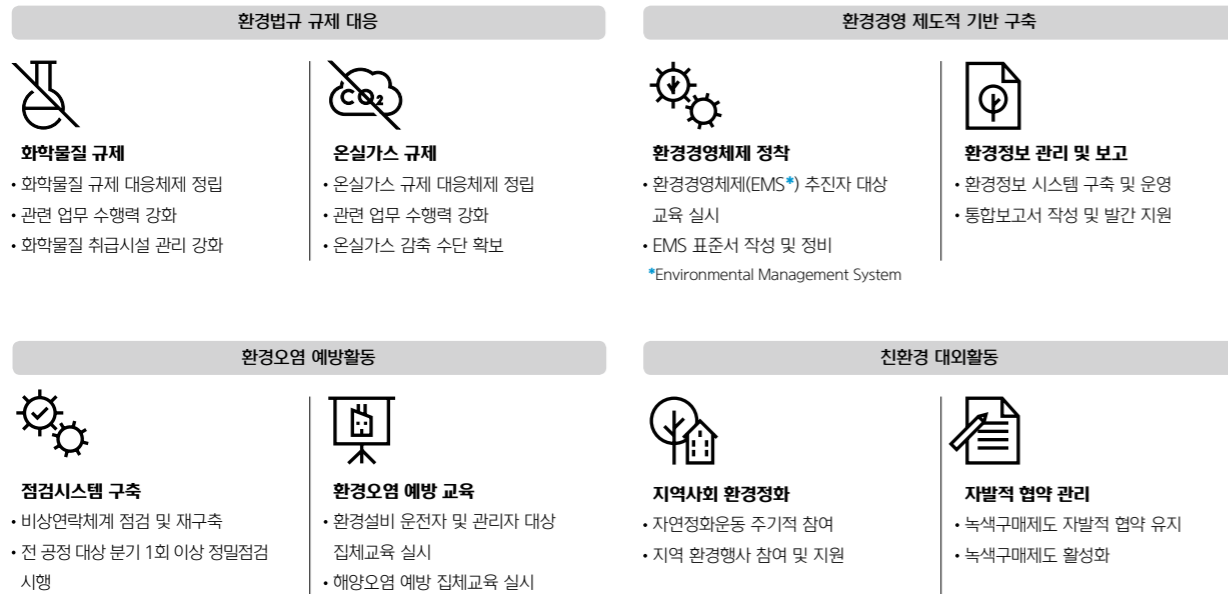 환경법규 규제 대응
CO₂
화학물질 규제
• 화학물질 규제 대응체제 정립
• 관련 업무 수행력 강화
• 화학물질 취급시설 관리 강화
온실가스 규제
• 온실가스 규제 대응체제 정립
• 관련 업무 수행력 강화
• 온실가스 감축 수단 확보
환경경영 제도적 기반 구축
환경경영체제 정착
• 환경경영체제(EMS*) 추진자 대상
교육 실시
• EMS 표준서 작성 및 정비
*Environmental Management System
환경정보 관리 및 보고
• 환경정보 시스템 구축 및 운영
• 통합보고서 작성 및 발간 지원
환경오염 예방활동
점검시스템 구축
• 비상연락체계 점검 및 재구축
• 전 공정 대상 분기 1회 이상 정밀점검
시행
환경오염 예방 교육
• 환경설비 운전자 및 관리자 대상
집체교육 실시
• 해양오염 예방 집체교육 실시
친환경 대외활동
지역사회 환경정화
• 자연정화운동 주기적 참여
• 지역 환경행사 참여 및 지원
자발적 협약 관리
• 녹색구매제도 자발적 협약 유지
• 녹색구매제도 활성화